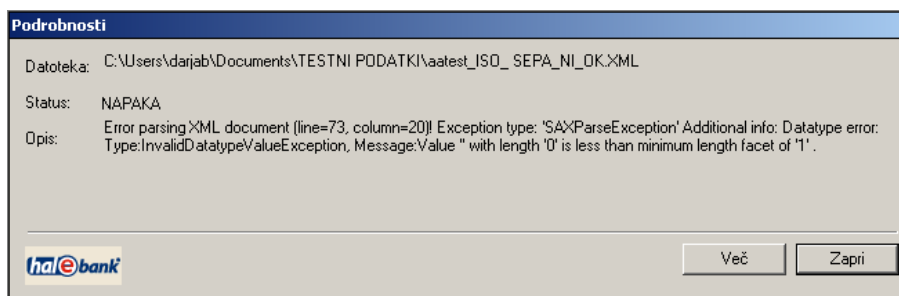 Podrobnosti
Datoteka: C:\Users\darjab\Documents\TESTNI PODATKI\aatest_ISO_ SEPA_NI_OK.XML
Status: NAPAKA
Opis: Error parsing XML document (line=73, column=20)! Exception type: 'SAXParseException' Additional info: Datatype error:
Type:InvalidDatatypeValueException, Message:Value '' with length '0' is less than minimum length facet of '1' .
halebank
Več
Zapri